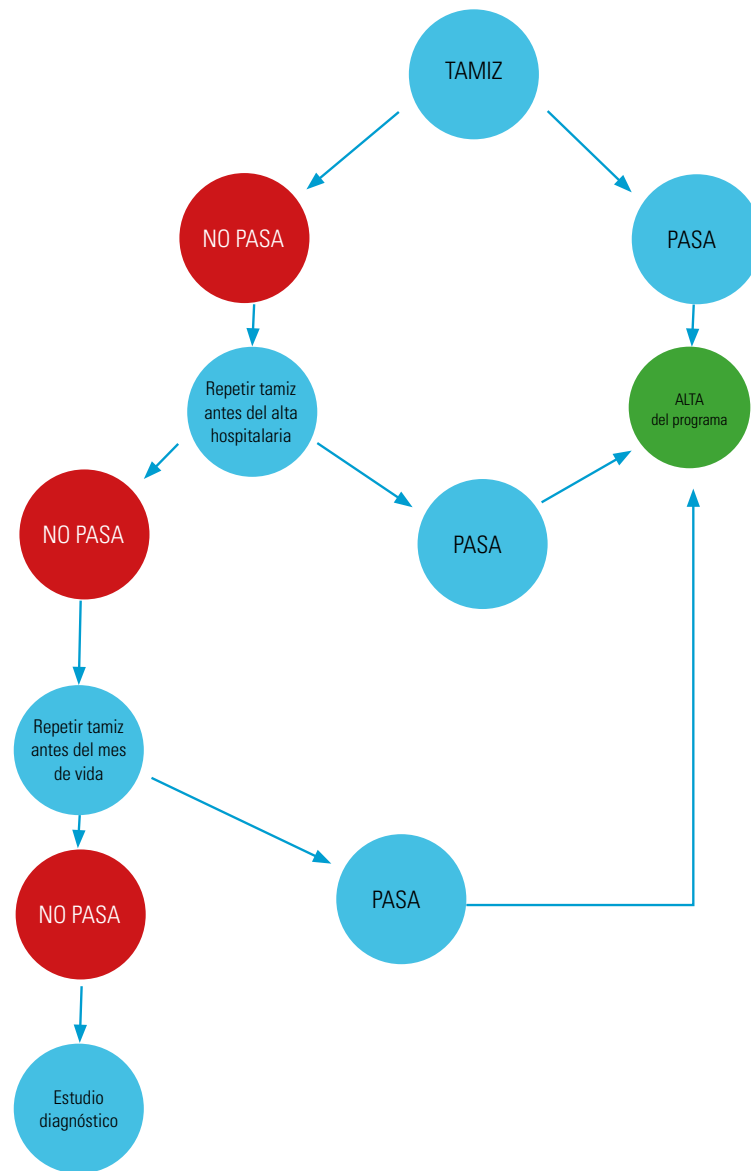 TAMIZ
NO PASA
PASA
Repetir tamiz
antes del alta
hospitalaria
ALTA
del programa
NO PASA
PASA
Repetir tamiz
antes del mes
de vida
NO PASA
PASA
Estudio
diagnóstico